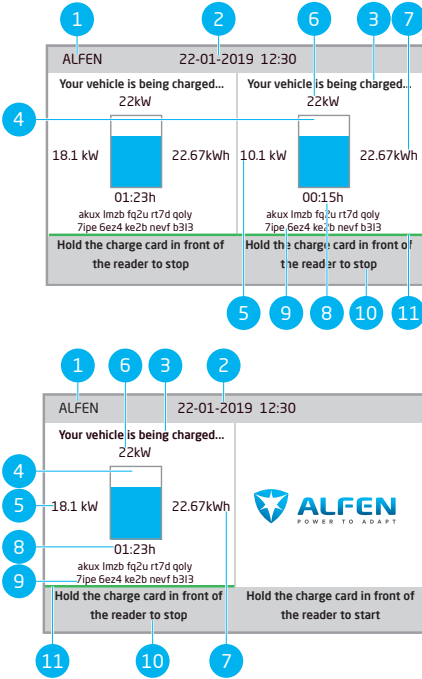 1 2 6 3 7
ALFEN 22-01-2019 12:30
Your vehicle is being charged... Your vehicle is being charged...
22kW 22kW
4
18.1 kW 22.67kWh 10.1 kW 22.67kWh
01:23h 00:15h
akux lmzb fq2u rt7d qoly akux lmzb fq2u rt7d qoly
7ipe 6ez4 ke2b nevf b3l3 7ipe 6ez4 ke2b nevf b3l3
Hold the charge card in front of Hold the charge card in front of
the reader to stop the reader to stop
5 9 8 10 11
1 6 3 2
ALFEN 22-01-2019 12:30
Your vehicle is being charged...
22kW
4
5 18.1 kW 22.67kWh ALFEN
POWER TO ADAPT
8 01:23h
akux lmzb fq2u rt7d qoly
9 7ipe 6ez4 ke2b nevf b3l3
Hold the charge card in front of Hold the charge card in front of
the reader to stop the reader to start
11 10 7